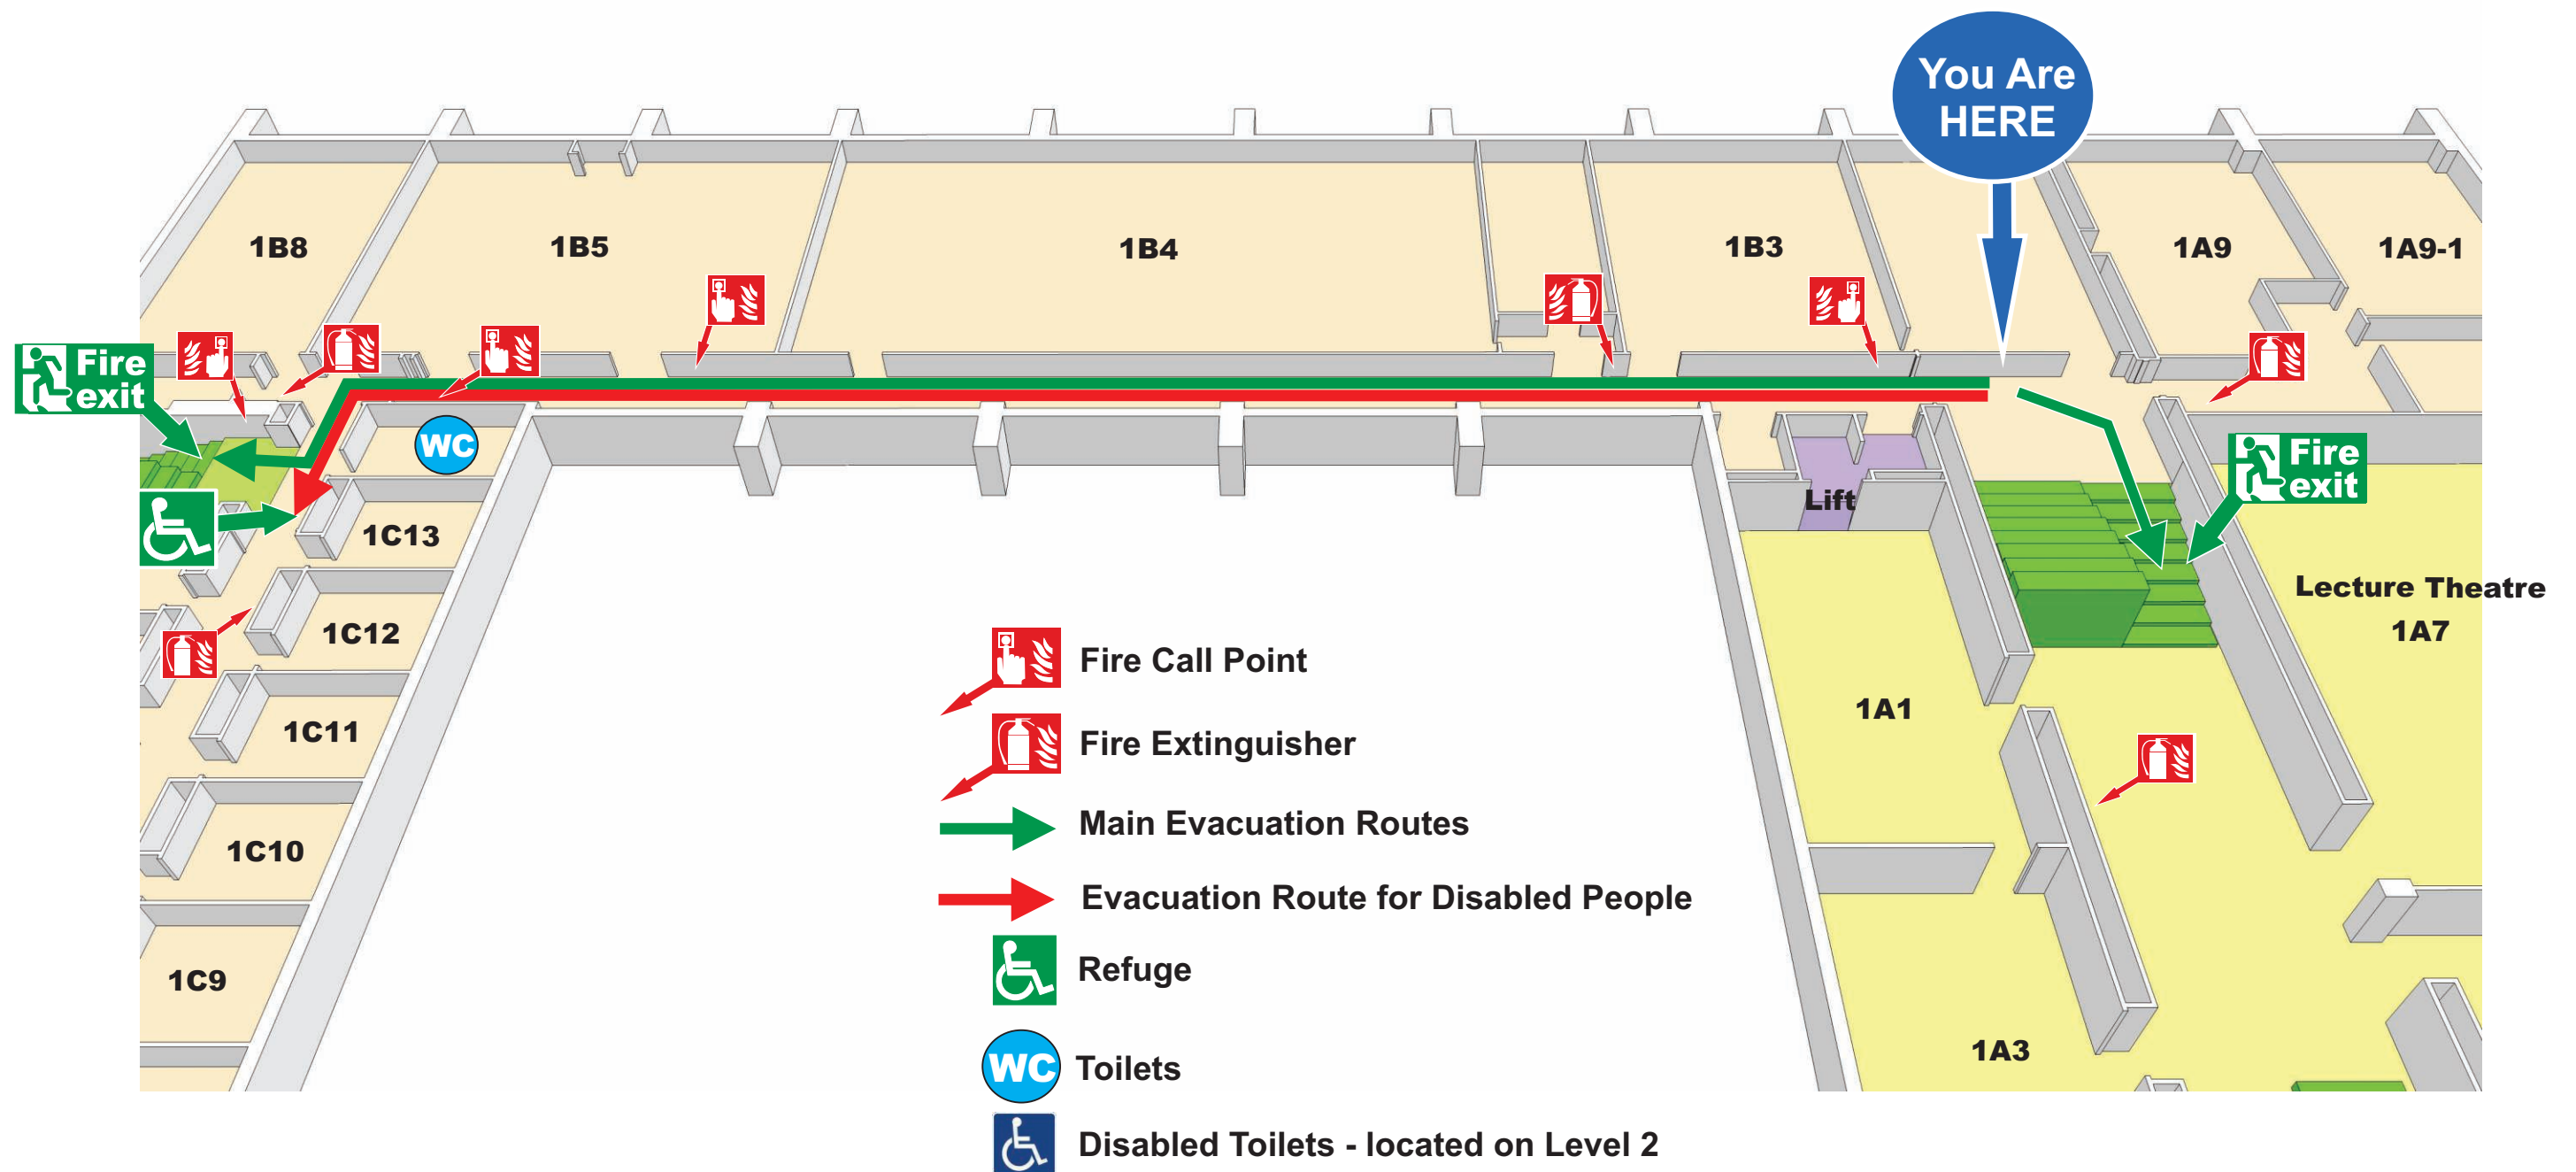 You Are
HERE
1B8
1B5
1B4
1B3
1A9
1A9-1
Fire
exit
WC
Lift
Fire
exit
1C13
Lecture Theatre
1A7
1C12
Fire Call Point
1C11
1A1
Fire Extinguisher
Main Evacuation Routes
1C10
Evacuation Route for Disabled People
Refuge
1C9
1A3
WC Toilets
Disabled Toilets - located on Level 2